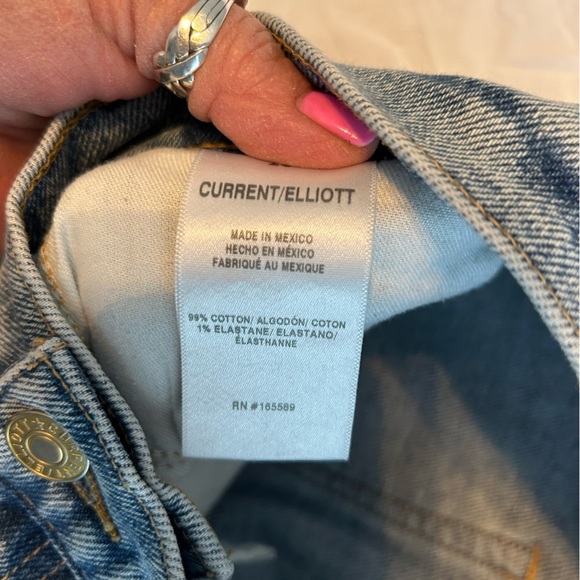 CURRENT/ELLIOTT
MADE IN MEXICO
HECHO EN MÉXICO
FABRIQUÉ AU MEXIQUE
99% COTTON/ ALGODÓN/ COTON
1% ELASTANE/ ELASTANO/
ÉLASTHANNE
RN #165589